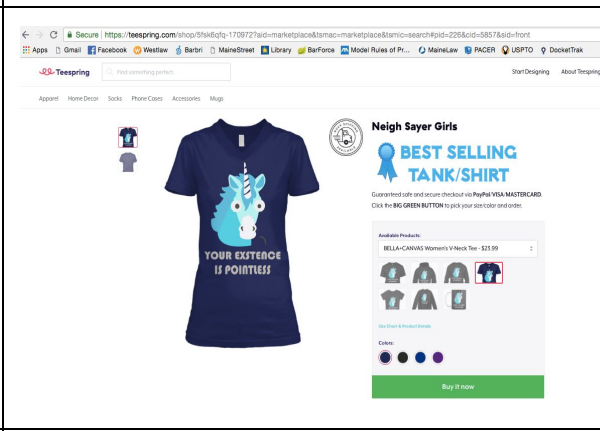 Secure https://teespring.com/shop/5fsk6qfq-170972?aid=marketplace&tsmac=marketplace&tsmic=search#pid=226&cid=5857&sid=front
Apps Gmail Facebook Westlaw Barbri MaineStreet Library BarForce Model Rules of Pr... MaineLaw PACER USPTO DocketTrak
Teespring Find something perfect Start Designing About Teespring
Apparel Home Decor Socks Phone Cases Accessories Mugs
Neigh Sayer Girls
BEST SELLING
TANK/SHIRT
Guaranteed safe and secure checkout via PayPal/VISA/MASTERCARD.
Click the BIG GREEN BUTTON to pick your size/color and order.
YOUR EXSTENCE
IS POINTLESS
Available Products:
BELLA+CANVAS Women's V-Neck Tee - $23.99
Size Chart & Product Details
Colors:
Buy it now